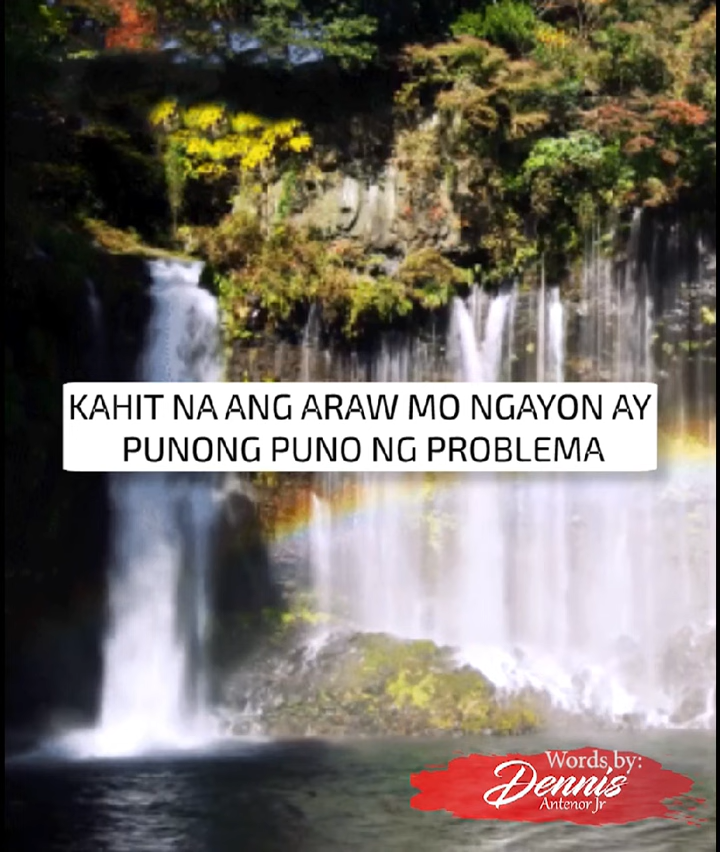 KAHIT NA ANG ARAW MO NGAYON AY
PUNONG PUNO NG PROBLEMA
Words by:
Dennis
Antenor Jr